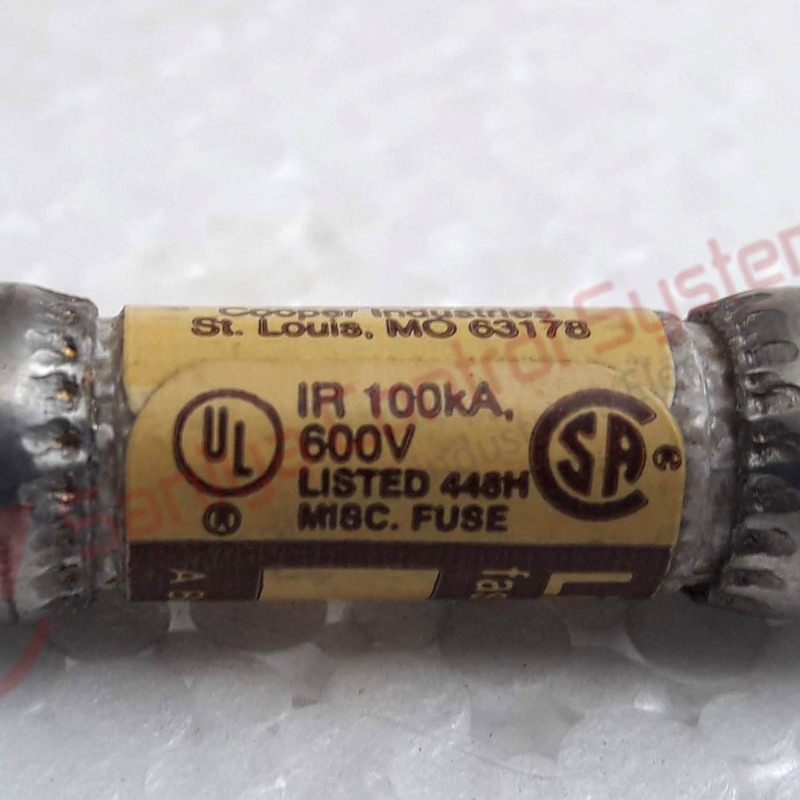 Cooper Industries
St. Louis, MO 63178
UL
IR 100kA,
600V
LISTED 448H
MISC. FUSE
SA